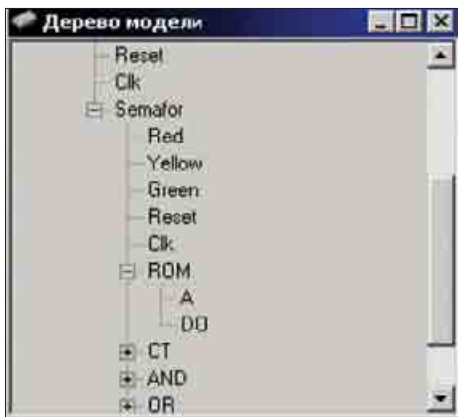 Дерево модели
Reset
Clk
Semafor
Red
Yellow
Green
Reset
Clk
ROM
A
DO
CT
AND
OR